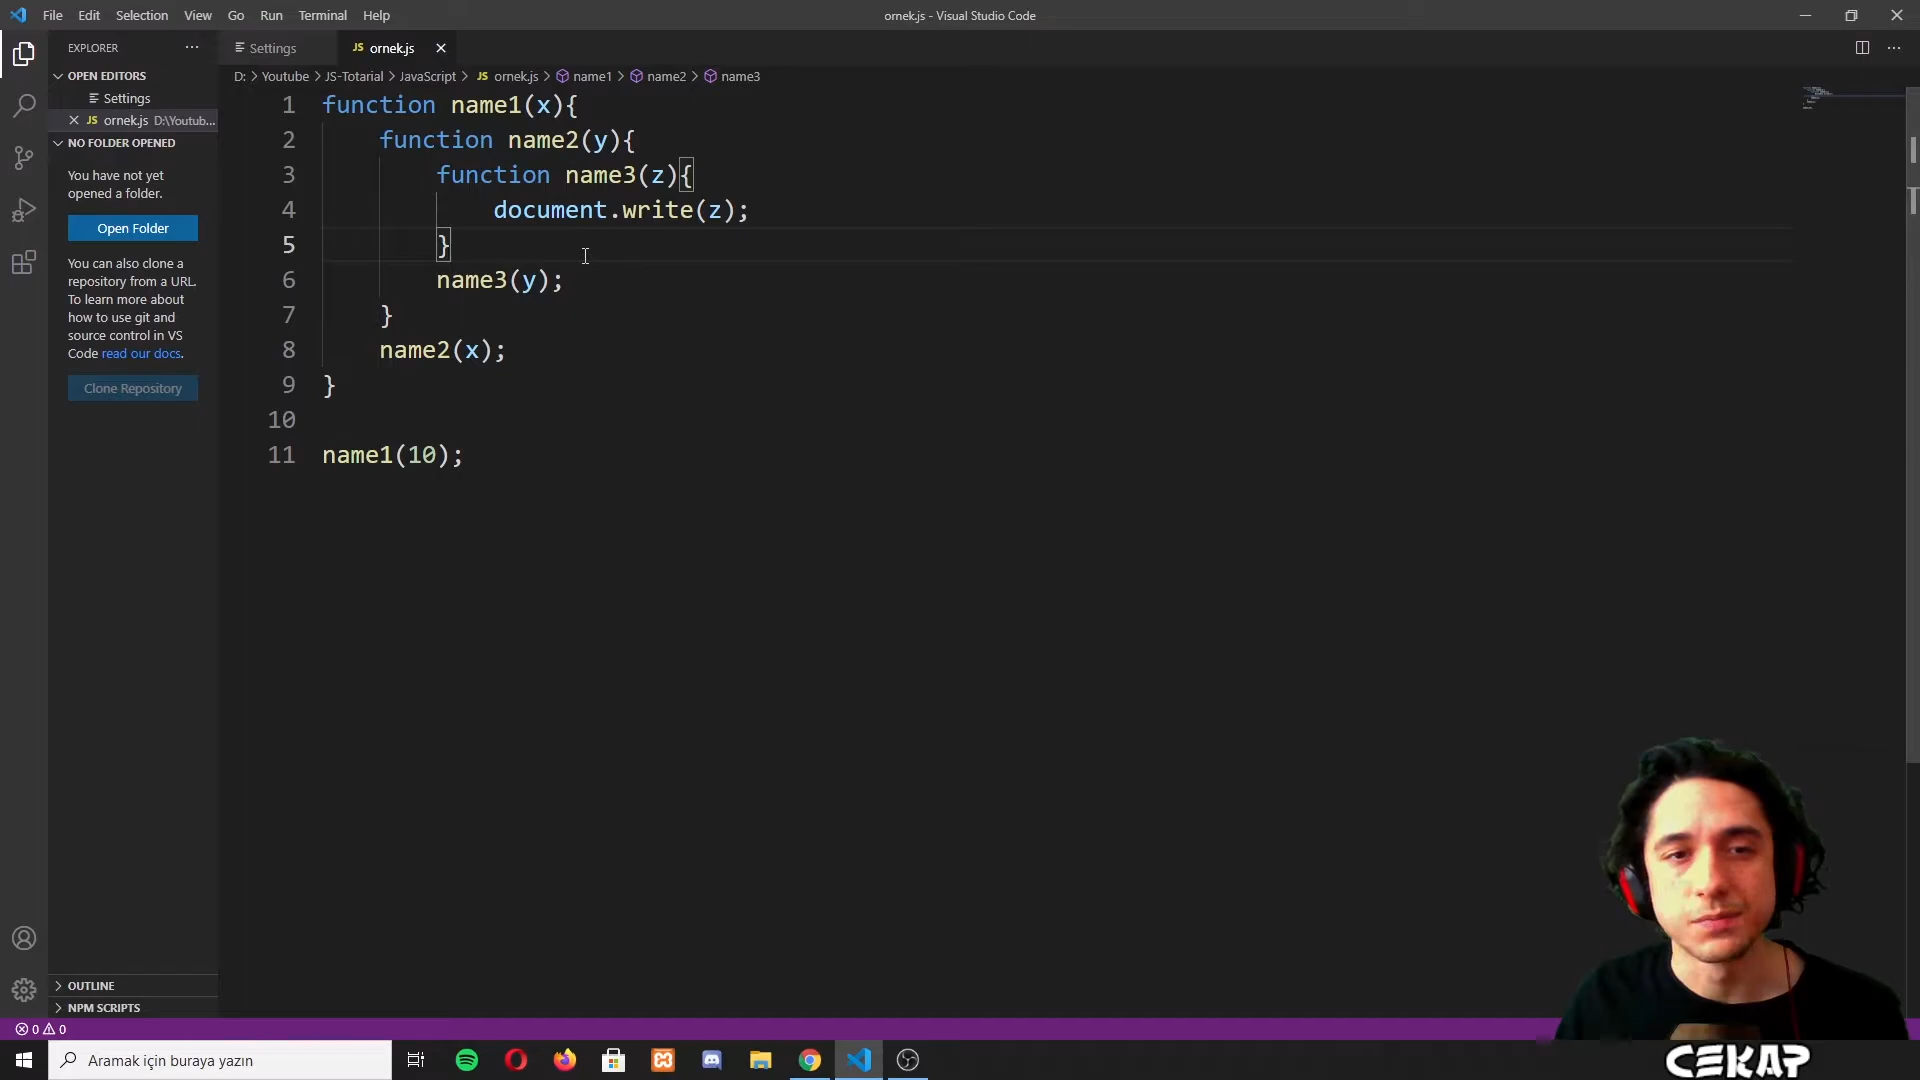 File Edit Selection View Go Run Terminal Help
ornek.js - Visual Studio Code
EXPLORER
Settings
JS ornek.js
OPEN EDITORS
Settings
JS ornek.js D:\Youtub...
NO FOLDER OPENED
You have not yet
opened a folder.
Open Folder
You can also clone a
repository from a URL.
To learn more about
how to use git and
source control in VS
Code read our docs.
Clone Repository
OUTLINE
NPM SCRIPTS
D: > Youtube > JS-Totarial > JavaScript > JS ornek.js > name1 > name2 > name3
1 function name1(x){
2 function name2(y){
3 function name3(z){
4 document.write(z);
5 }
6 name3(y);
7 }
8 name2(x);
9 }
10
11 name1(10);
0 0
Aramak için buraya yazın
CEKAP